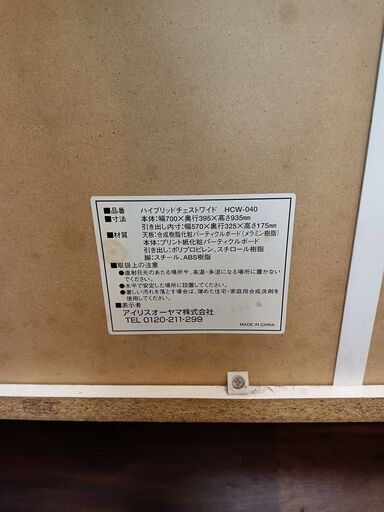 ■品番 ハイブリッドチェストワイド HCW-040
■寸法 本体：幅700×奥行395×高さ935mm
引き出し内寸：幅570×奥行325×高さ175mm
■材質 天板：合成樹脂化粧パーティクルボード（メラミン樹脂）
本体：プリント紙化粧パーティクルボード
引き出し：ポリプロピレン、スチロール樹脂
脚：スチール、ABS樹脂
■取扱上の注意
●直射日光のあたる場所や、高温・多湿になる場所に置かない
でください。
●水平で安定した場所に設置してください。
●著しい汚れを落とす場合は、薄めた住宅・家庭用合成洗剤を
使用してください。
■表示者
アイリスオーヤマ株式会社
TEL 0120-211-299
MADE IN CHINA